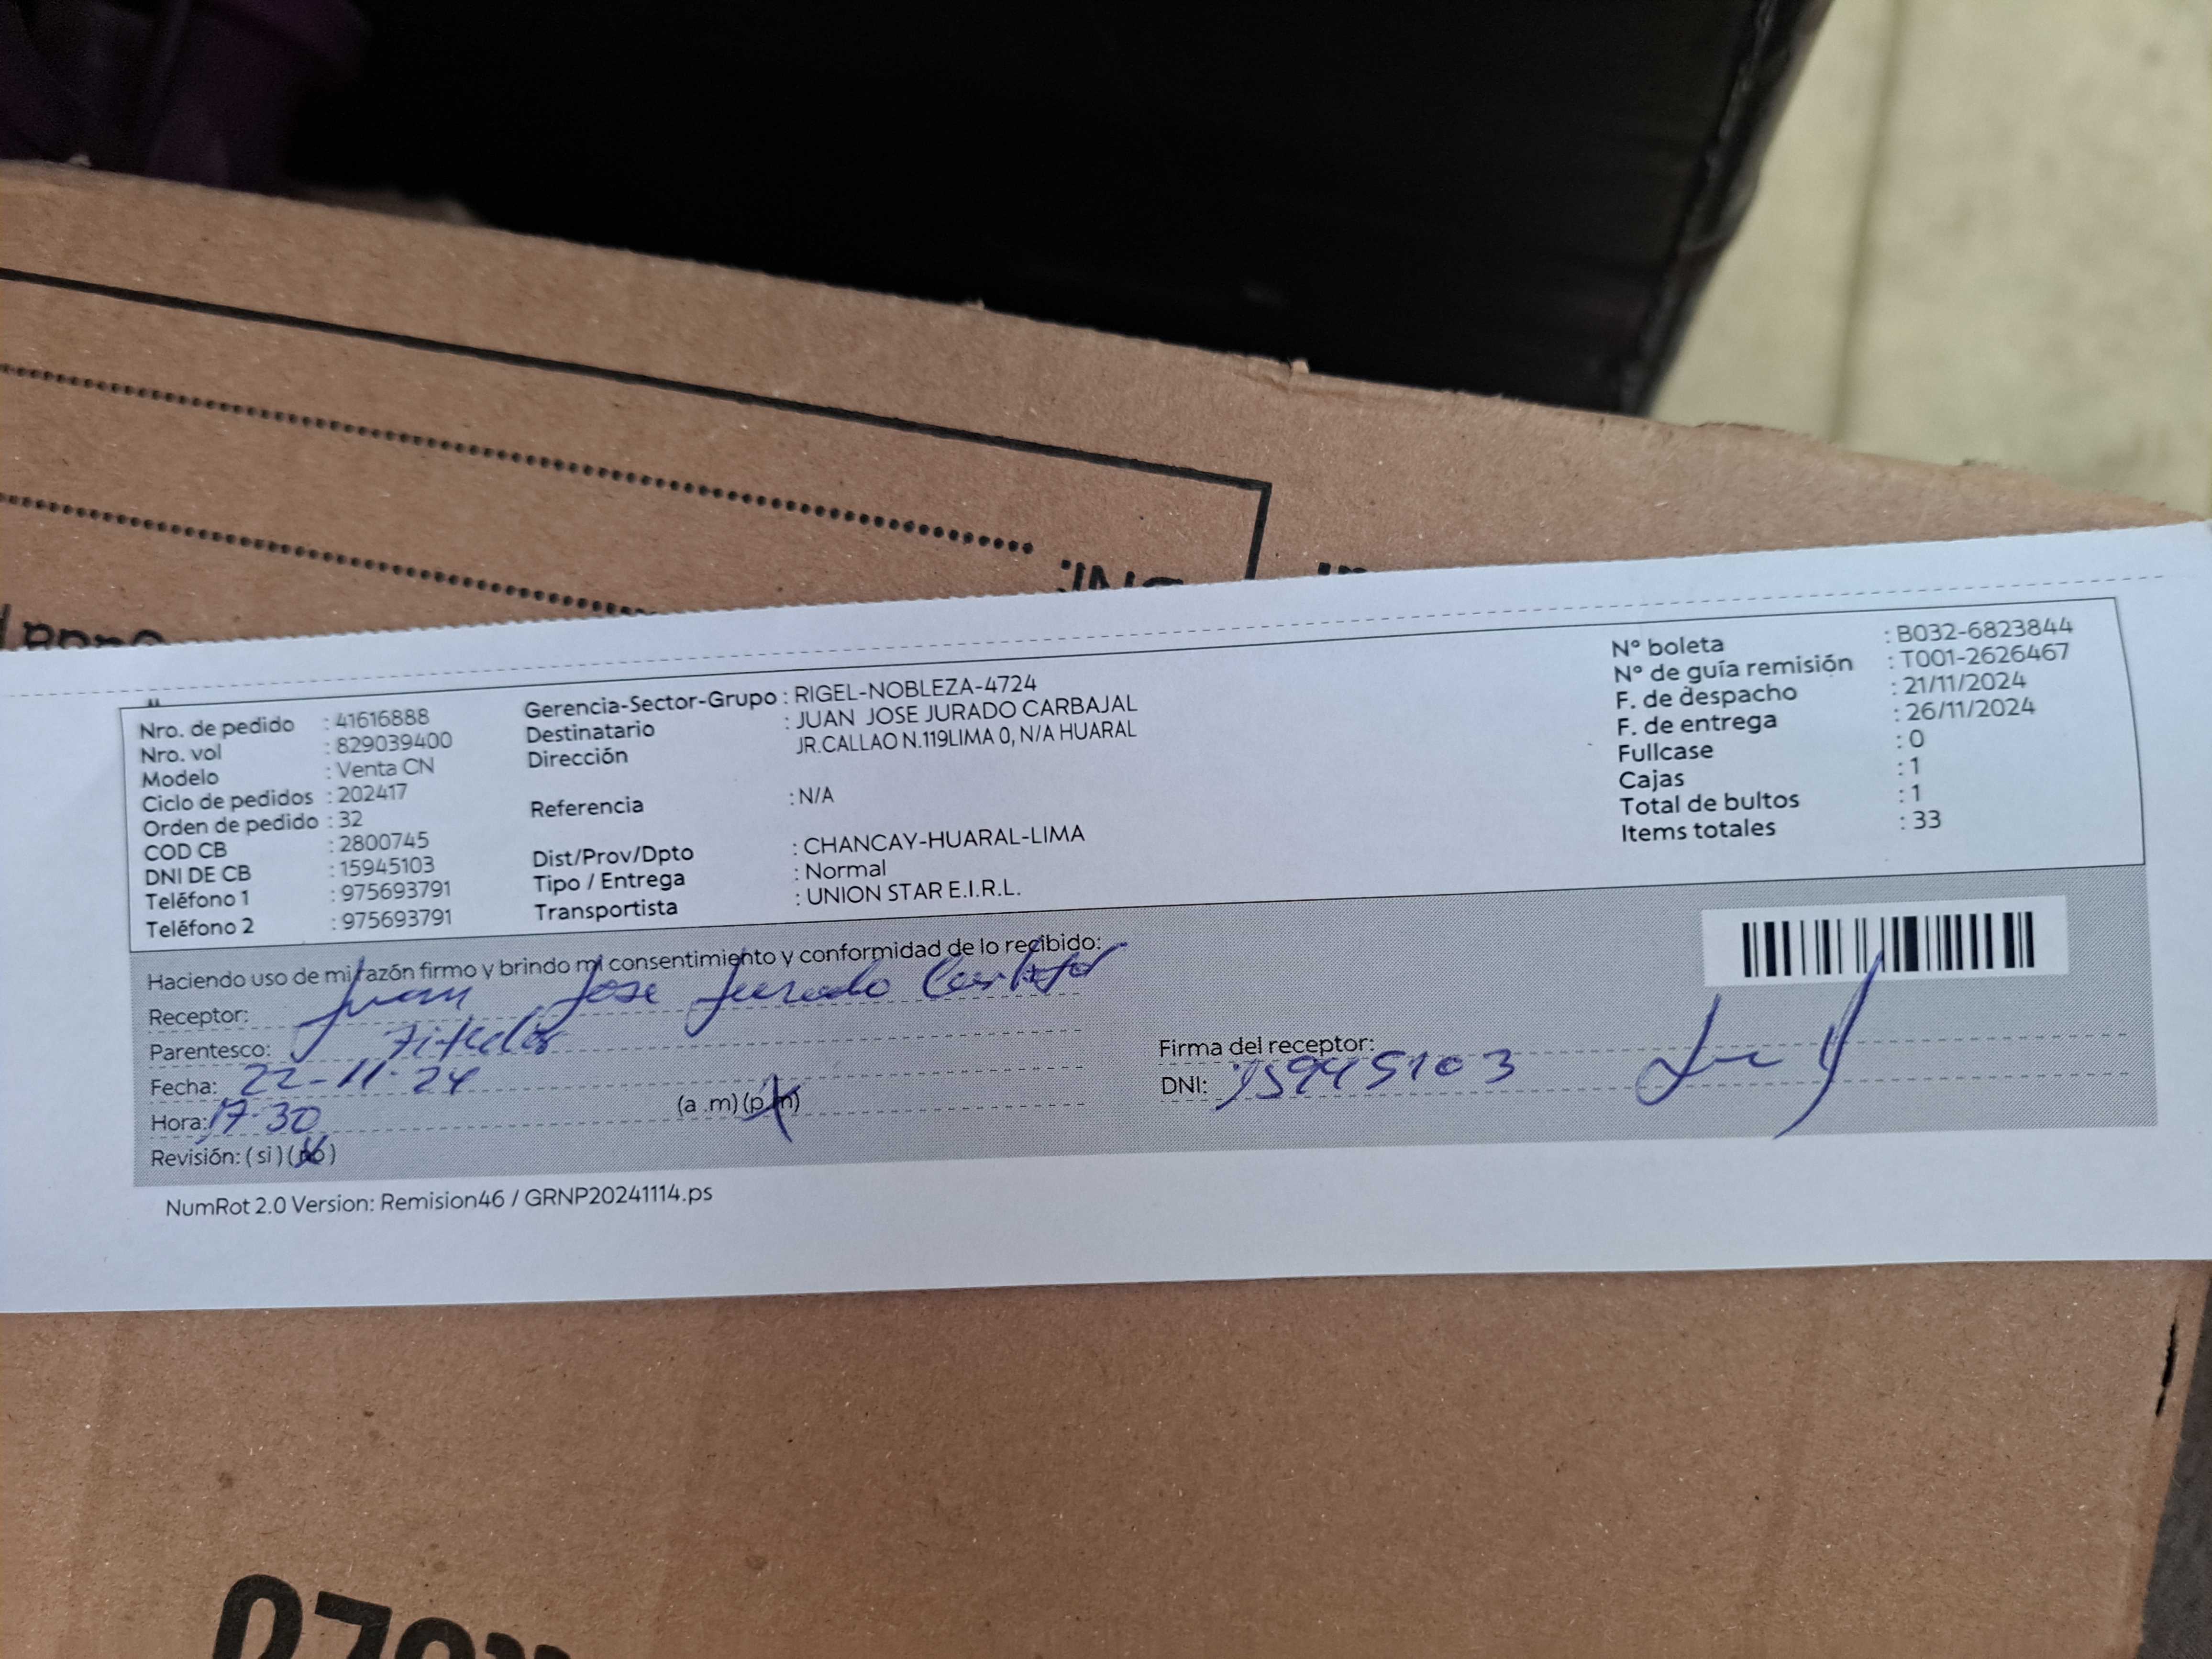 Nro. de pedido : 41616888
Nro. vol : 829039400
Modelo : Venta CN
Ciclo de pedidos : 202417
Orden de pedido : 32
COD CB : 2800745
DNI DE CB : 15945103
Teléfono 1 : 975693791
Teléfono 2 : 975693791
Gerencia-Sector-Grupo : RIGEL-NOBLEZA-4724
Destinatario : JUAN JOSE JURADO CARBAJAL
Dirección JR.CALLAO N.119LIMA 0, N/A HUARAL
Referencia : N/A
Dist/Prov/Dpto : CHANCAY-HUARAL-LIMA
Tipo / Entrega : Normal
Transportista : UNION STAR E.I.R.L.
N° boleta : B032-6823844
N° de guía remisión : T001-2626467
F. de despacho : 21/11/2024
F. de entrega : 26/11/2024
Fullcase : 0
Cajas : 1
Total de bultos : 1
Items totales : 33
Haciendo uso de mi razón firmo y brindo mi consentimiento y conformidad de lo recibido:
Receptor: Juan Jose Jurado
Parentesco: Titular
Fecha: 22-11-24
Hora: 17:30 (a .m) (p .m)
Revisión: ( si ) ( no )
Firma del receptor:
DNI: 15945103
NumRot 2.0 Version: Remision46 / GRNP20241114.ps